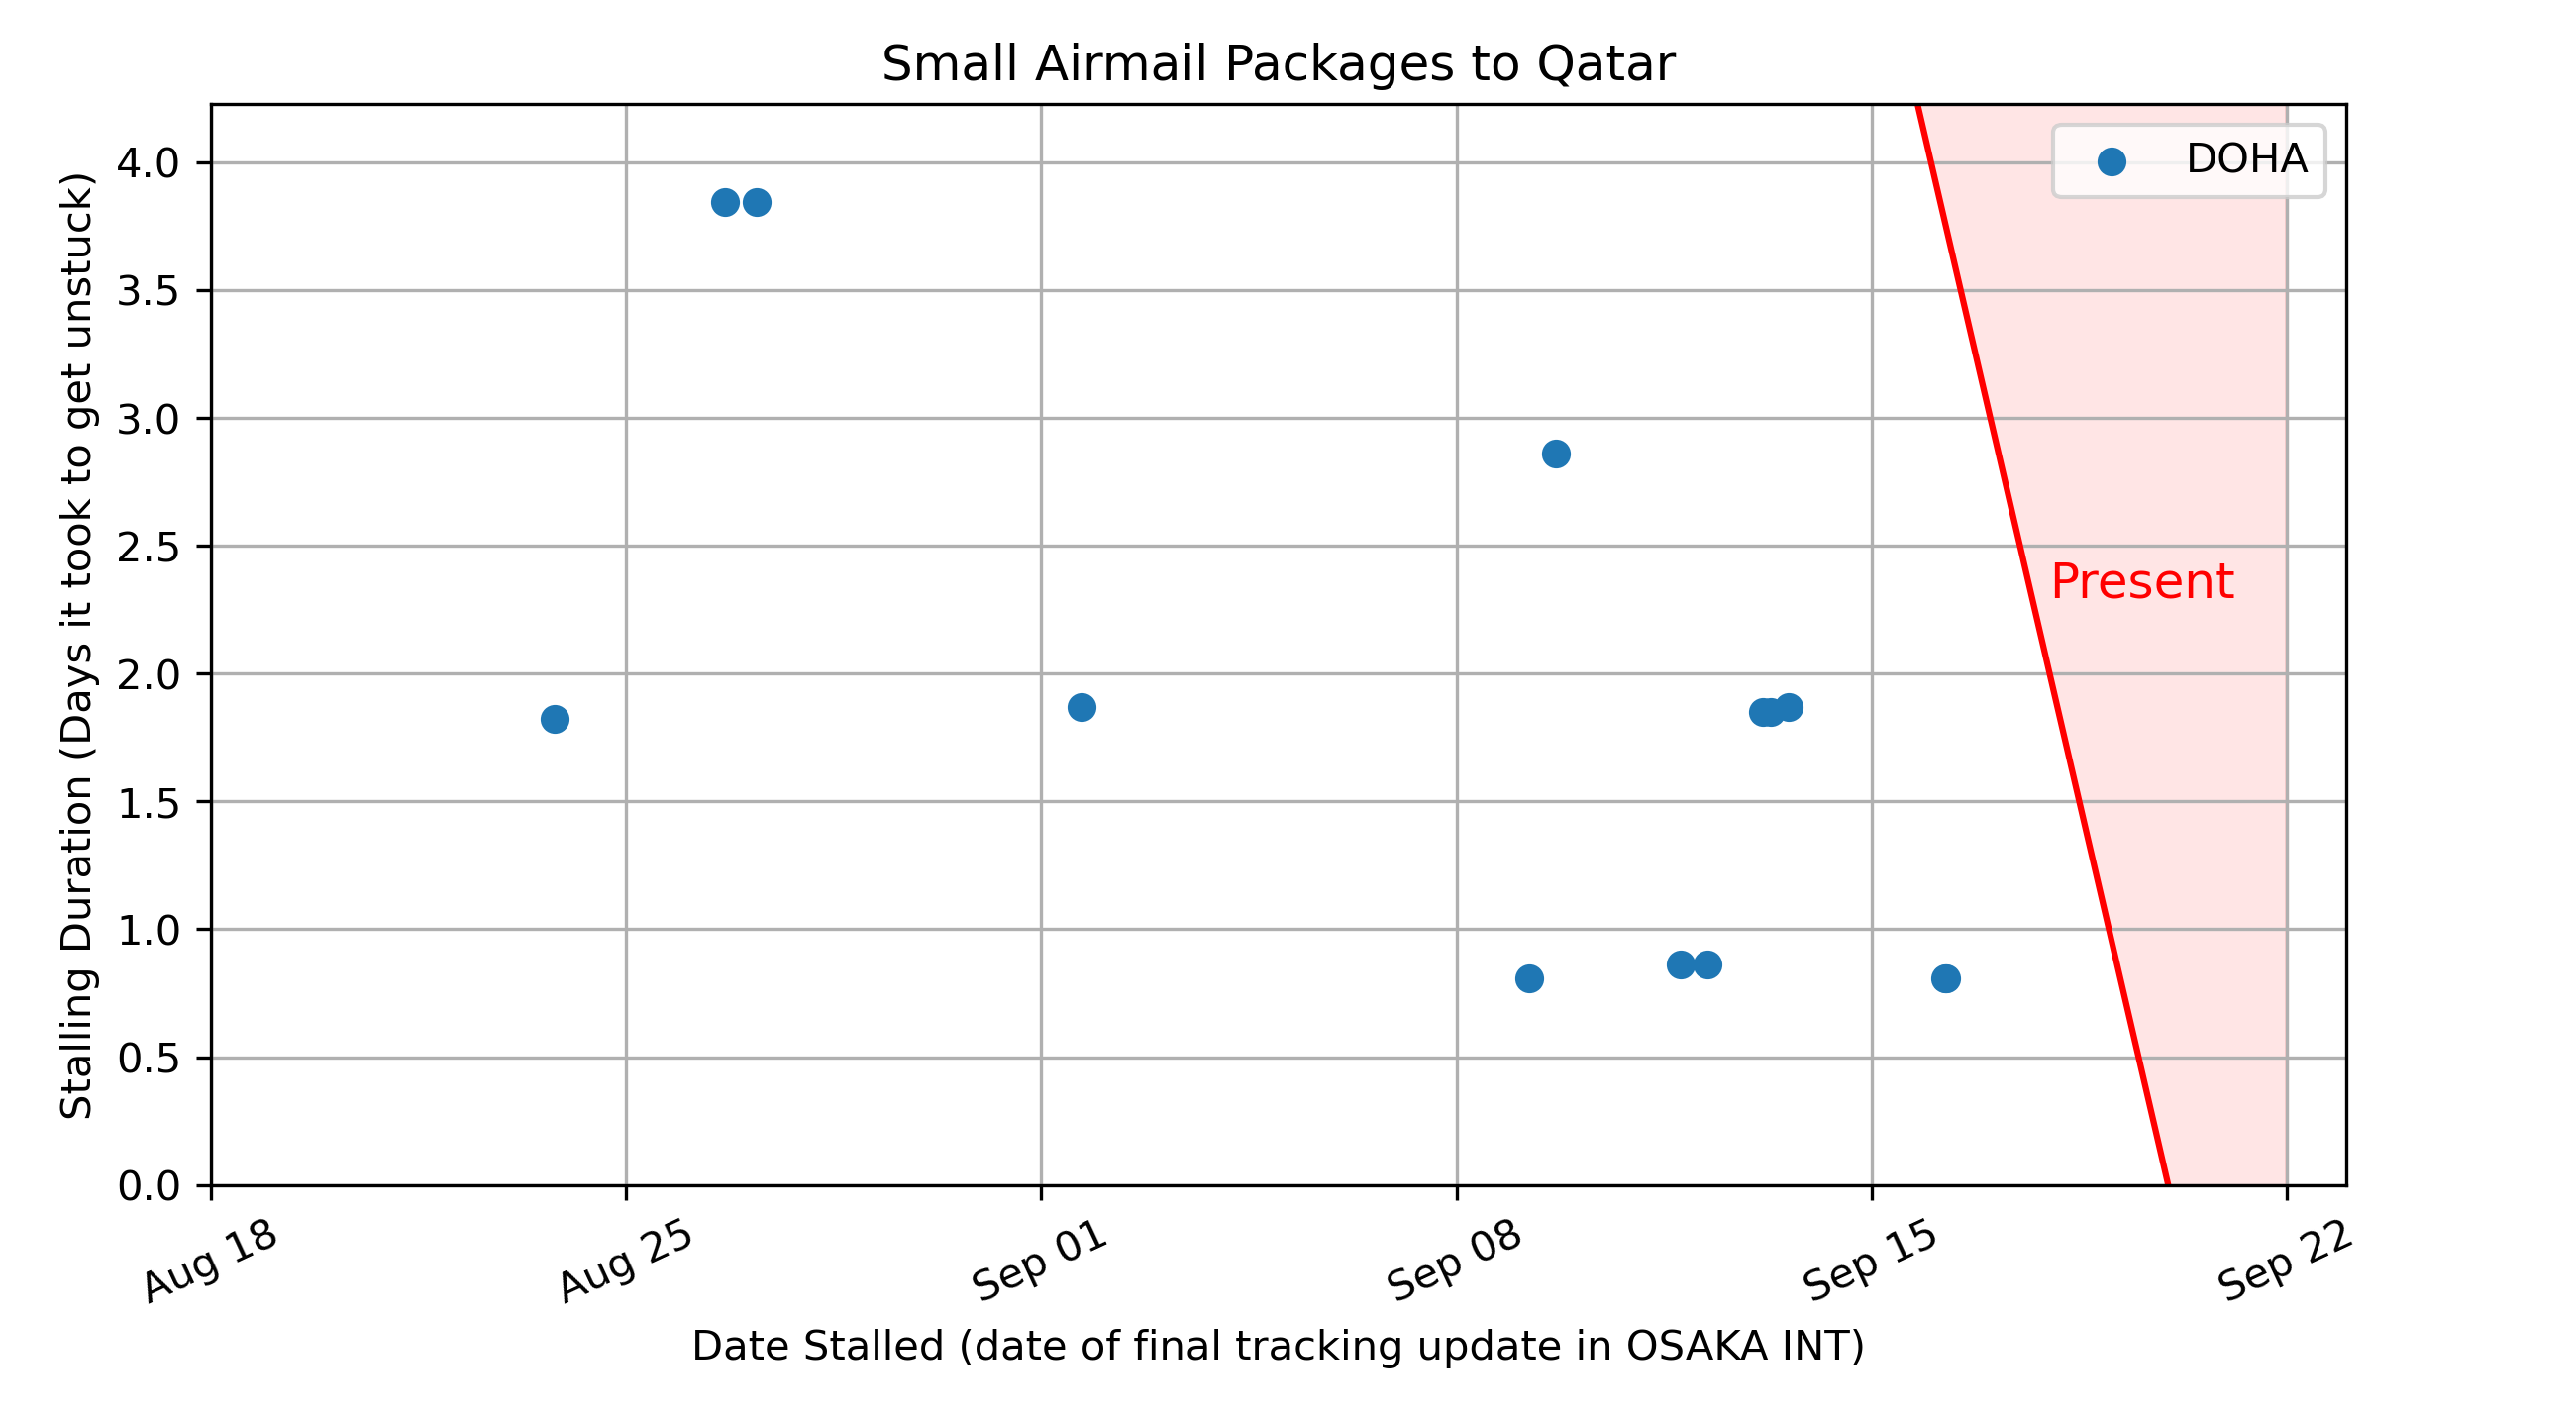 Small Airmail Packages to Qatar
DOHA
Present
Stalling Duration (Days it took to get unstuck)
4.0
3.5
3.0
2.5
2.0
1.5
1.0
0.5
0.0
Aug 18
Aug 25
Sep 01
Sep 08
Sep 15
Sep 22
Date Stalled (date of final tracking update in OSAKA INT)